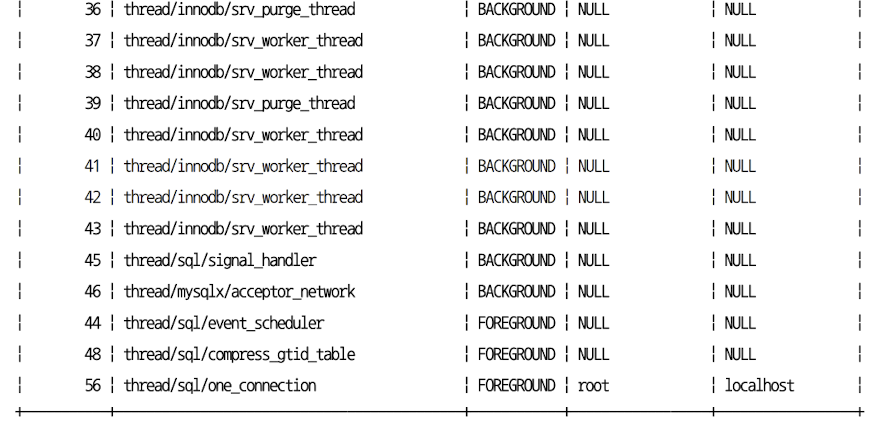 ¦ 36 ¦ thread/innodb/srv_purge_thread ¦ BACKGROUND ¦ NULL ¦ NULL ¦
¦ 37 ¦ thread/innodb/srv_worker_thread ¦ BACKGROUND ¦ NULL ¦ NULL ¦
¦ 38 ¦ thread/innodb/srv_worker_thread ¦ BACKGROUND ¦ NULL ¦ NULL ¦
¦ 39 ¦ thread/innodb/srv_purge_thread ¦ BACKGROUND ¦ NULL ¦ NULL ¦
¦ 40 ¦ thread/innodb/srv_worker_thread ¦ BACKGROUND ¦ NULL ¦ NULL ¦
¦ 41 ¦ thread/innodb/srv_worker_thread ¦ BACKGROUND ¦ NULL ¦ NULL ¦
¦ 42 ¦ thread/innodb/srv_worker_thread ¦ BACKGROUND ¦ NULL ¦ NULL ¦
¦ 43 ¦ thread/innodb/srv_worker_thread ¦ BACKGROUND ¦ NULL ¦ NULL ¦
¦ 45 ¦ thread/sql/signal_handler ¦ BACKGROUND ¦ NULL ¦ NULL ¦
¦ 46 ¦ thread/mysqlx/acceptor_network ¦ BACKGROUND ¦ NULL ¦ NULL ¦
¦ 44 ¦ thread/sql/event_scheduler ¦ FOREGROUND ¦ NULL ¦ NULL ¦
¦ 48 ¦ thread/sql/compress_gtid_table ¦ FOREGROUND ¦ NULL ¦ NULL ¦
¦ 56 ¦ thread/sql/one_connection ¦ FOREGROUND ¦ root ¦ localhost ¦